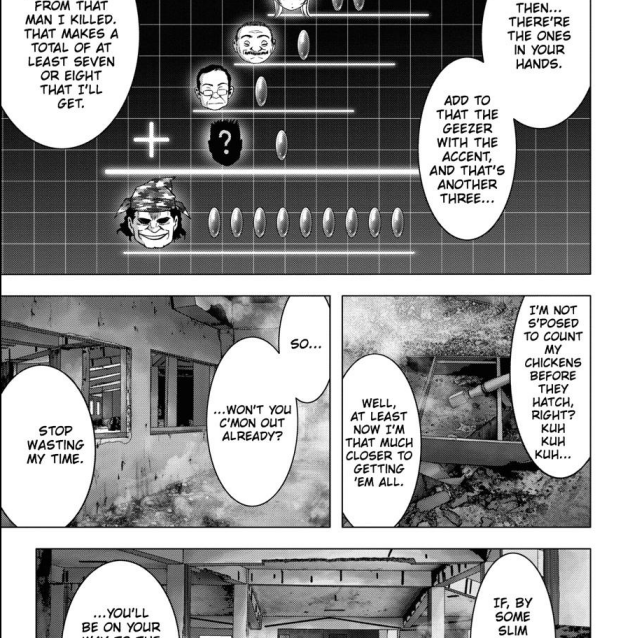 THEN...
THERE'RE
THE ONES
IN YOUR
HANDS.
ADD TO
THAT THE
GEEZER
WITH THE
ACCENT,
AND THAT'S
ANOTHER
THREE...
FROM THAT
MAN I KILLED.
THAT MAKES A
TOTAL OF AT
LEAST SEVEN
OR EIGHT
THAT I'LL
GET.
+
?
I'M NOT
S'POSED
TO COUNT
MY
CHICKENS
BEFORE
THEY
HATCH,
RIGHT?
KUH
KUH
KUH...
WELL,
AT LEAST
NOW I'M
THAT MUCH
CLOSER TO
GETTING
'EM ALL.
SO...
...WON'T YOU
C'MON OUT
ALREADY?
STOP
WASTING
MY TIME.
IF, BY
SOME
SLIM
...YOU'LL
BE ON YOUR
WAY TO THE